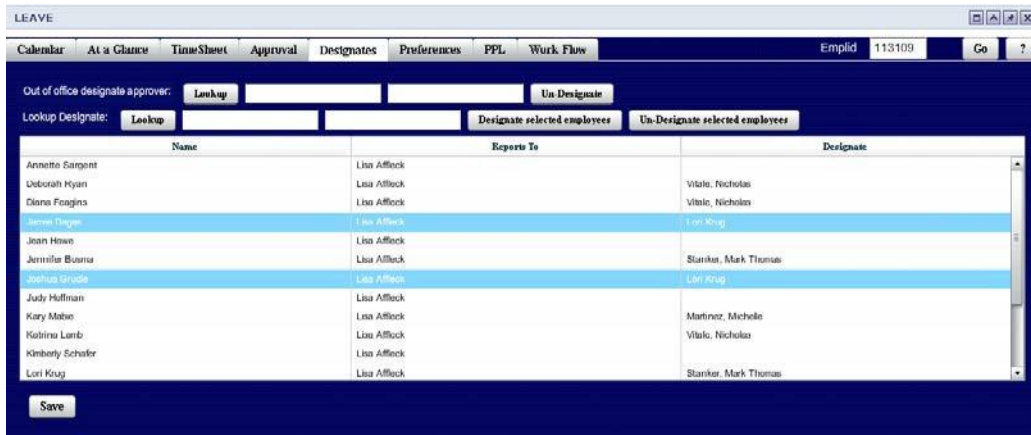 LEAVE
Calendar At a Glance TimeSheet Approval Designates Preferences PPL Work Flow Emplid 113109 Go ?
Out of office designate approver: Lookup Un-Designate
Lookup Designate: Lookup Designate selected employees Un-Designate selected employees
Name Reports To Designate
Annette Sargent Lisa Affleck
Deborah Ryan Lisa Affleck Vitale, Nicholas
Diana Feagins Lisa Affleck Vitale, Nicholas
James Lisa Affleck Lori Krug
Jean Howe Lisa Affleck
Jennifer Bosma Lisa Affleck Stanker, Mark Thomas
Joshua Lisa Affleck Lori Krug
Judy Hoffman Lisa Affleck
Kary Mabie Lisa Affleck Martinez, Michelle
Katrina Lamb Lisa Affleck Vitale, Nicholas
Kimberly Schafer Lisa Affleck
Lori Krug Lisa Affleck Stanker, Mark Thomas
Save